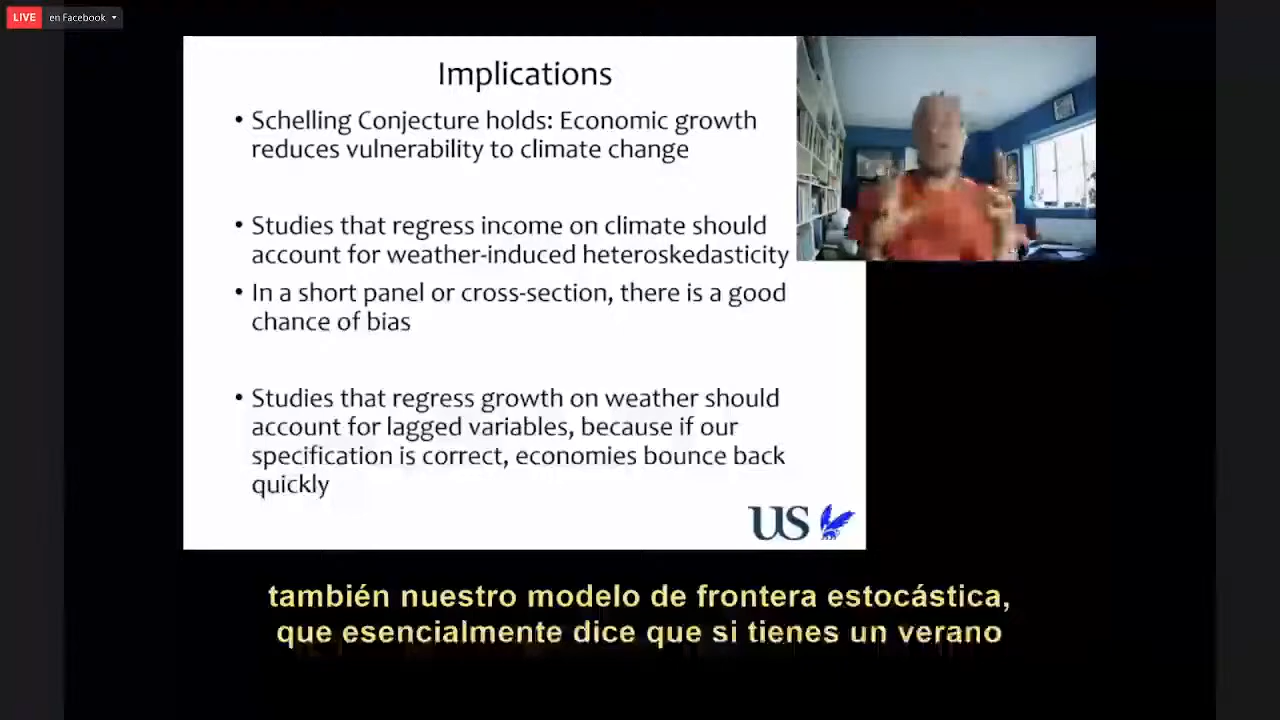 LIVE en Facebook
Implications
• Schelling Conjecture holds: Economic growth
reduces vulnerability to climate change
• Studies that regress income on climate should
account for weather-induced heteroskedasticity
• In a short panel or cross-section, there is a good
chance of bias
• Studies that regress growth on weather should
account for lagged variables, because if our
specification is correct, economies bounce back
quickly
US
también nuestro modelo de frontera estocástica,
que esencialmente dice que si tienes un verano